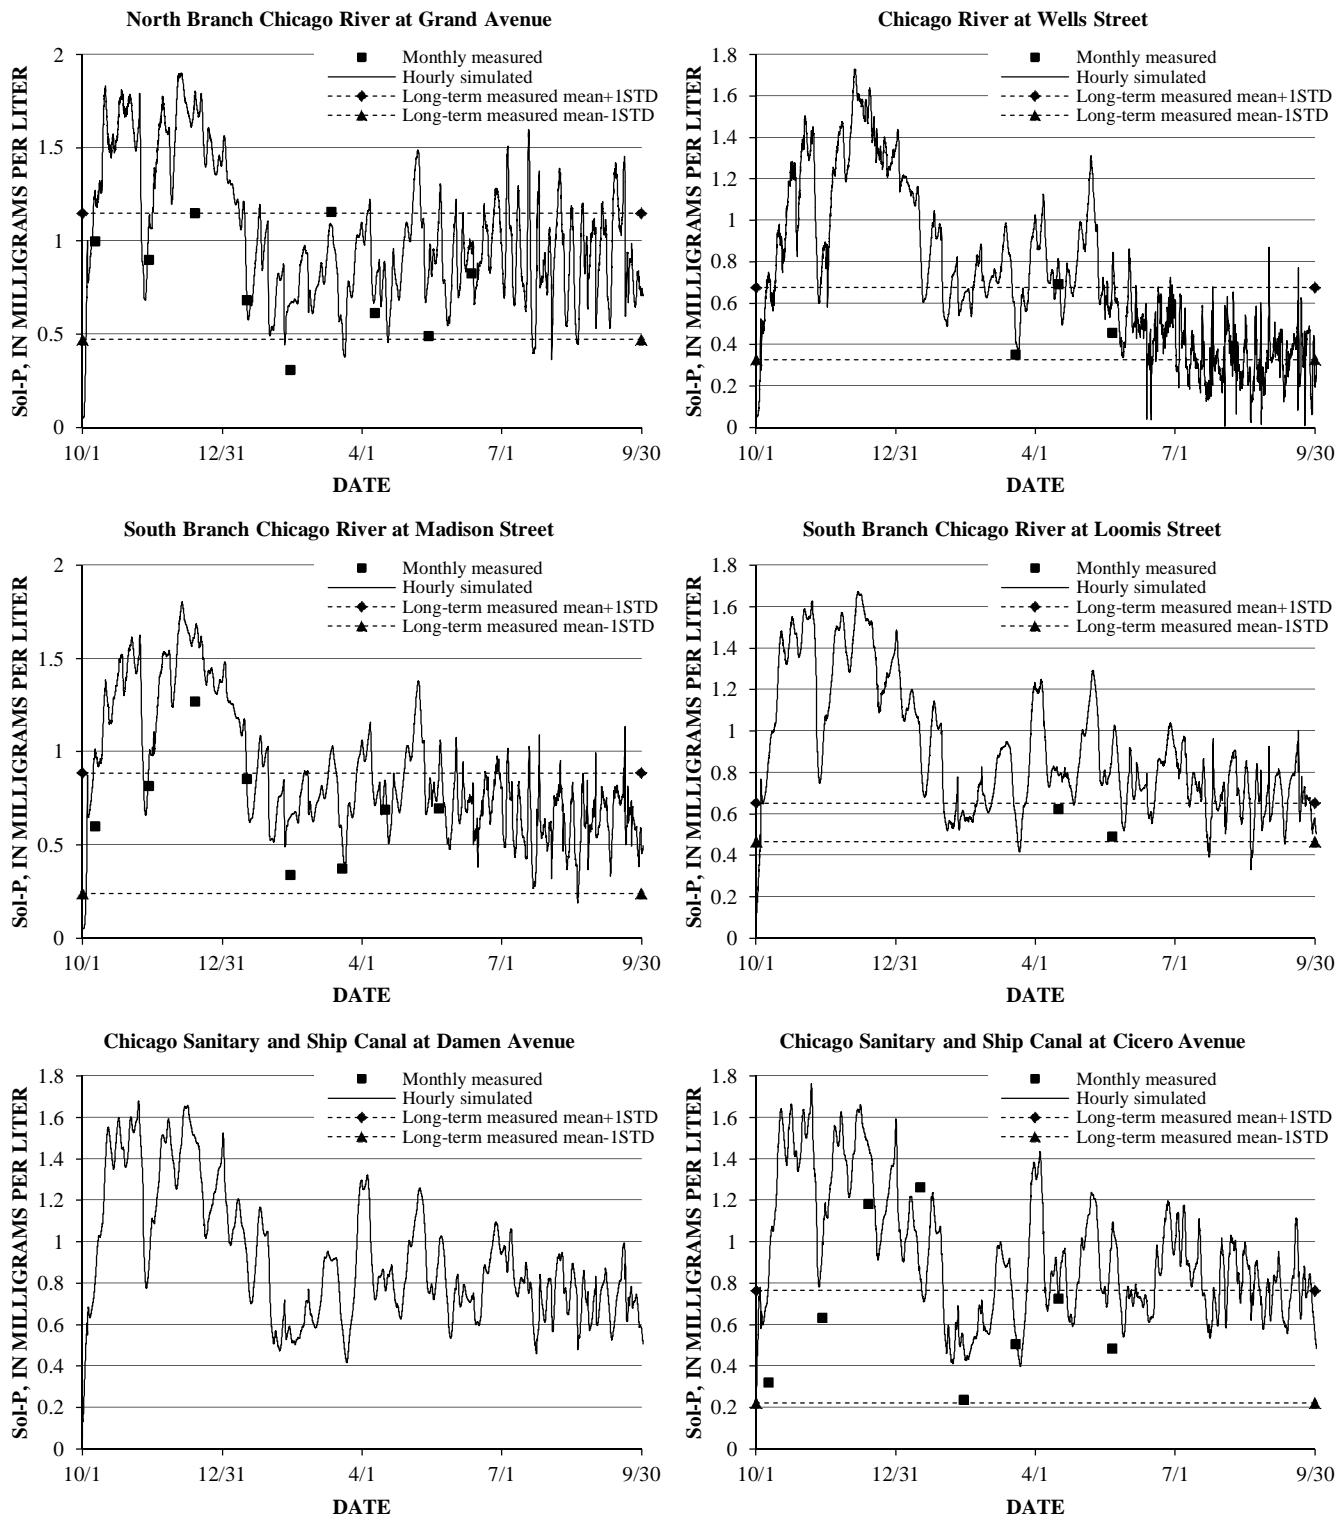 North Branch Chicago River at Grand Avenue
Sol-P, IN MILLIGRAMS PER LITER
2
1.5
1
0.5
0
Monthly measured
Hourly simulated
Long-term measured mean+1STD
Long-term measured mean-1STD
10/1 12/31 4/1 7/1 9/30
DATE
Chicago River at Wells Street
Sol-P, IN MILLIGRAMS PER LITER
1.8
1.6
1.4
1.2
1
0.8
0.6
0.4
0.2
0
Monthly measured
Hourly simulated
Long-term measured mean+1STD
Long-term measured mean-1STD
10/1 12/31 4/1 7/1 9/30
DATE
South Branch Chicago River at Madison Street
Sol-P, IN MILLIGRAMS PER LITER
2
1.5
1
0.5
0
Monthly measured
Hourly simulated
Long-term measured mean+1STD
Long-term measured mean-1STD
10/1 12/31 4/1 7/1 9/30
DATE
South Branch Chicago River at Loomis Street
Sol-P, IN MILLIGRAMS PER LITER
1.8
1.6
1.4
1.2
1
0.8
0.6
0.4
0.2
0
Monthly measured
Hourly simulated
Long-term measured mean+1STD
Long-term measured mean-1STD
10/1 12/31 4/1 7/1 9/30
DATE
Chicago Sanitary and Ship Canal at Damen Avenue
Sol-P, IN MILLIGRAMS PER LITER
1.8
1.6
1.4
1.2
1
0.8
0.6
0.4
0.2
0
Monthly measured
Hourly simulated
Long-term measured mean+1STD
Long-term measured mean-1STD
10/1 12/31 4/1 7/1 9/30
DATE
Chicago Sanitary and Ship Canal at Cicero Avenue
Sol-P, IN MILLIGRAMS PER LITER
1.8
1.6
1.4
1.2
1
0.8
0.6
0.4
0.2
0
Monthly measured
Hourly simulated
Long-term measured mean+1STD
Long-term measured mean-1STD
10/1 12/31 4/1 7/1 9/30
DATE